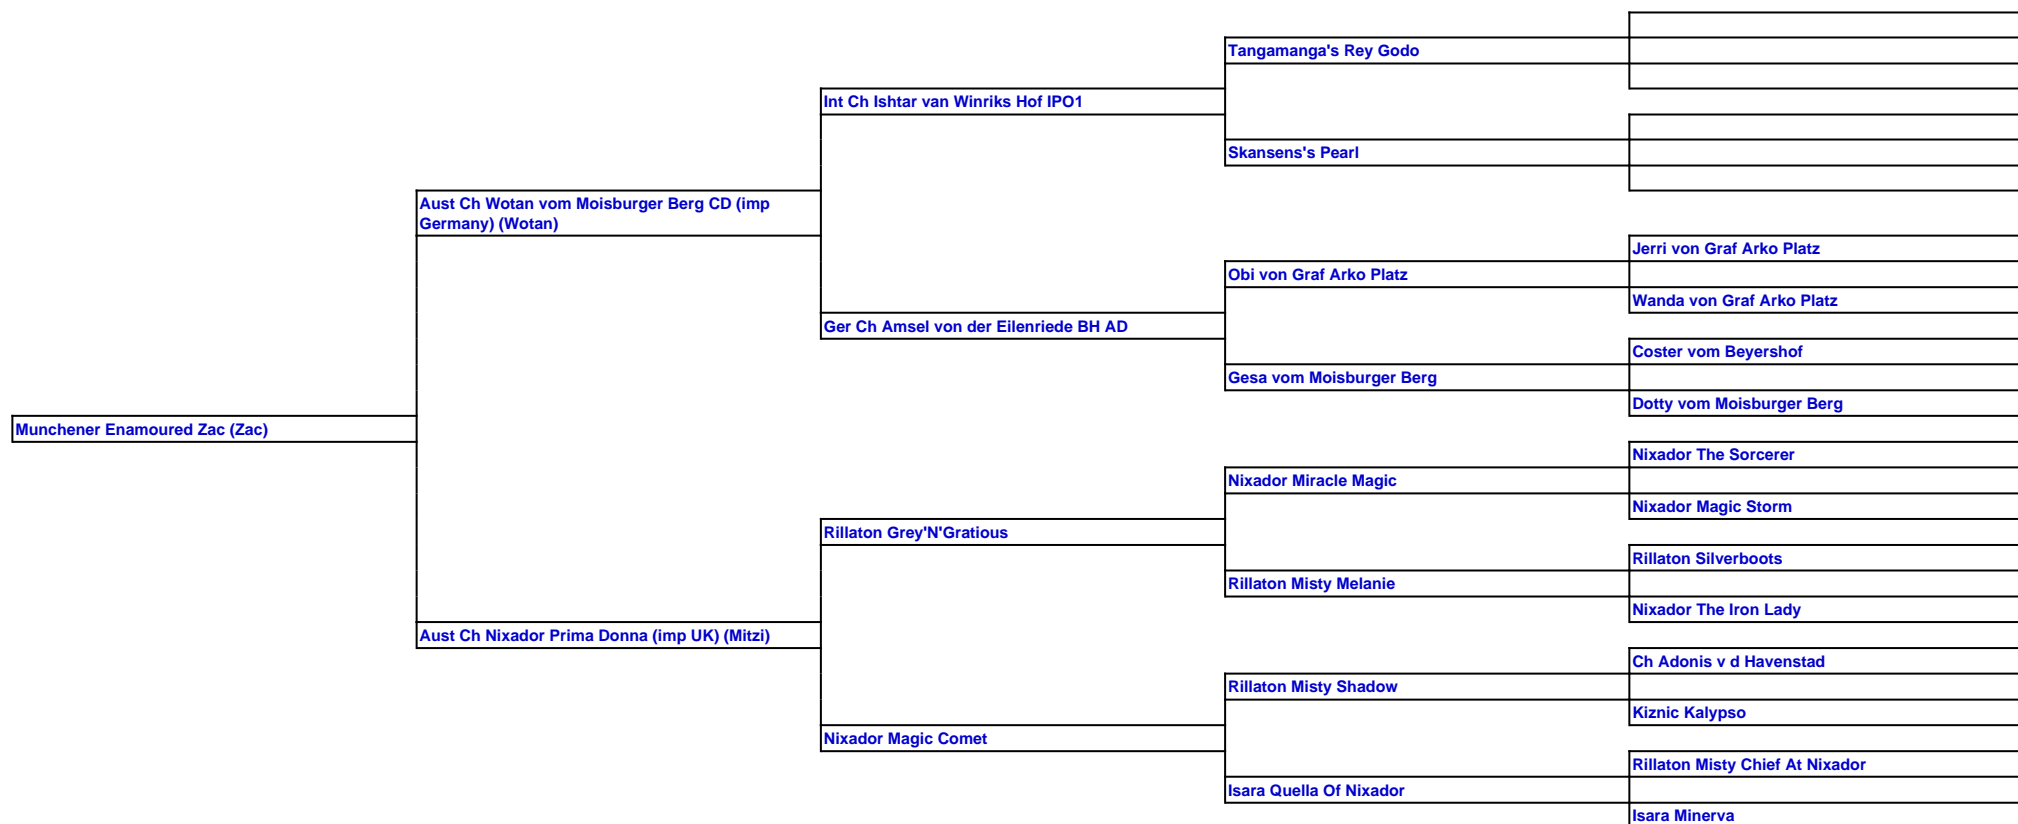 Tangamanga's Rey Godo
Int Ch Ishtar van Winriks Hof IPO1
Skansens's Pearl
Aust Ch Wotan vom Moisburger Berg CD (imp
Germany) (Wotan)
Jerri von Graf Arko Platz
Obi von Graf Arko Platz
Wanda von Graf Arko Platz
Ger Ch Amsel von der Eilenriede BH AD
Coster vom Beyershof
Gesa vom Moisburger Berg
Dotty vom Moisburger Berg
Munchener Enamoured Zac (Zac)
Nixador The Sorcerer
Nixador Miracle Magic
Nixador Magic Storm
Rillaton Grey'N'Gratious
Rillaton Silverboots
Rillaton Misty Melanie
Nixador The Iron Lady
Aust Ch Nixador Prima Donna (imp UK) (Mitzi)
Ch Adonis v d Havenstad
Rillaton Misty Shadow
Kiznic Kalypso
Nixador Magic Comet
Rillaton Misty Chief At Nixador
Isara Quella Of Nixador
Isara Minerva